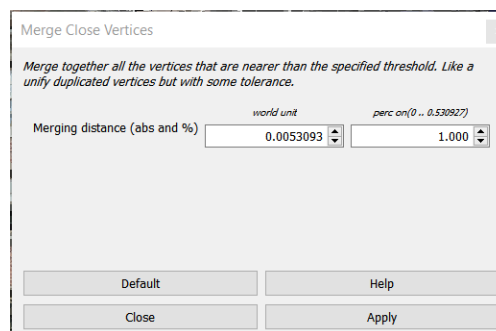 Merge Close Vertices
Merge together all the vertices that are nearer than the specified threshold. Like a
unify duplicated vertices but with some tolerance.
world unit perc on(0 .. 0.530927)
Merging distance (abs and %) 0.0053093 1.000
Default Help
Close Apply